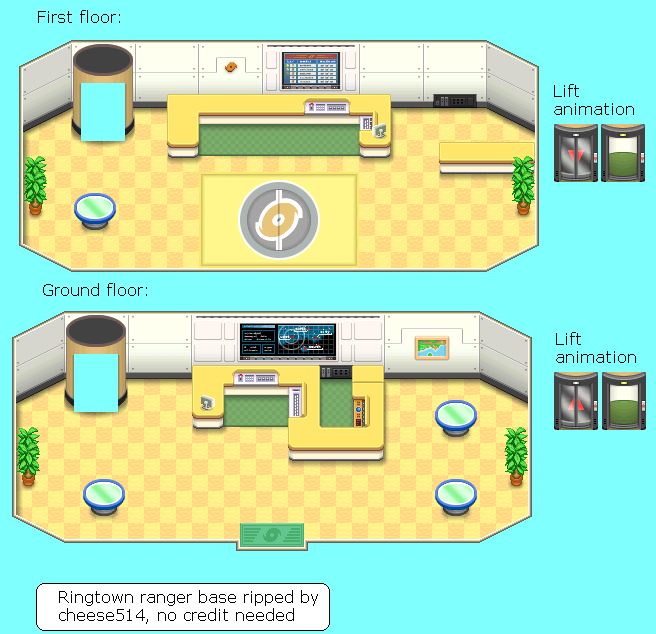 First floor:
Lift
animation
Ground floor:
Lift
animation
Ringtown ranger base ripped by
cheese514, no credit needed